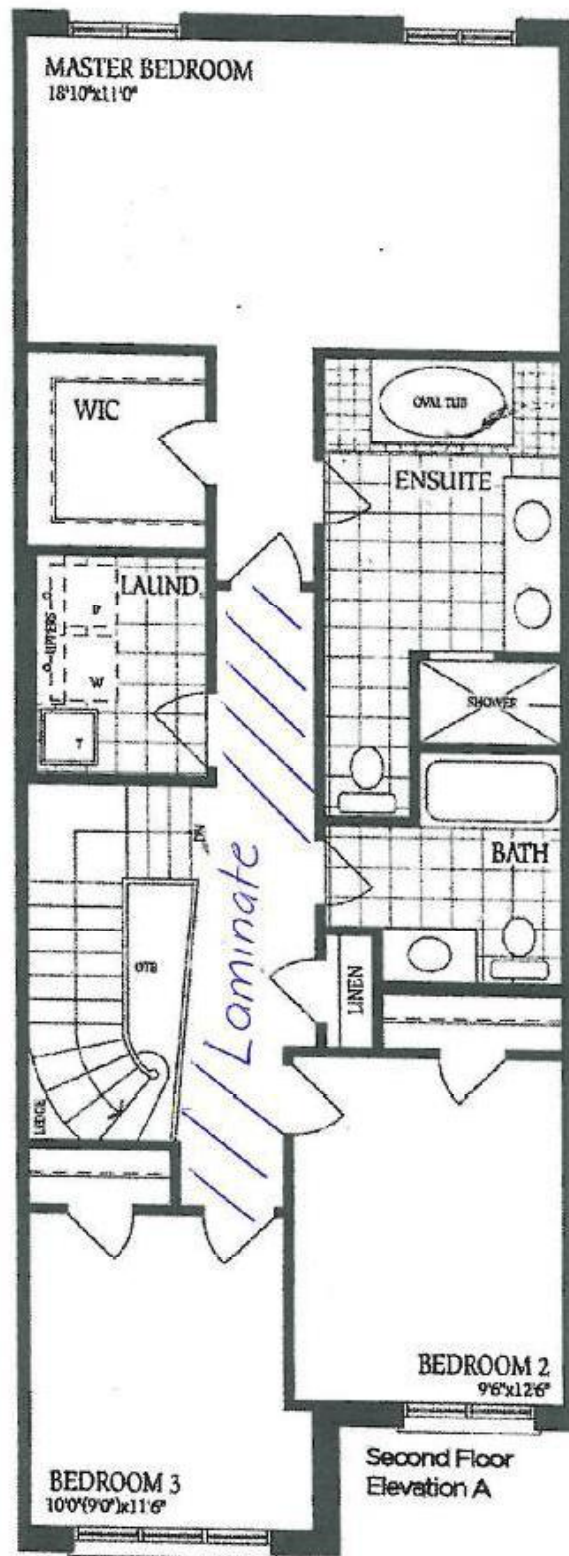 MASTER BEDROOM
18'10"x11'0"
WIC
OVAL TUB
ENSUITE
LAUND.
UPPERS
D
W
T
SHOWER
DN
BATH
OTB
Laminate
LINEN
LEDGE
BEDROOM 2
9'6"x12'6"
BEDROOM 3
10'0"(9'0")x11'6"
Second Floor
Elevation A